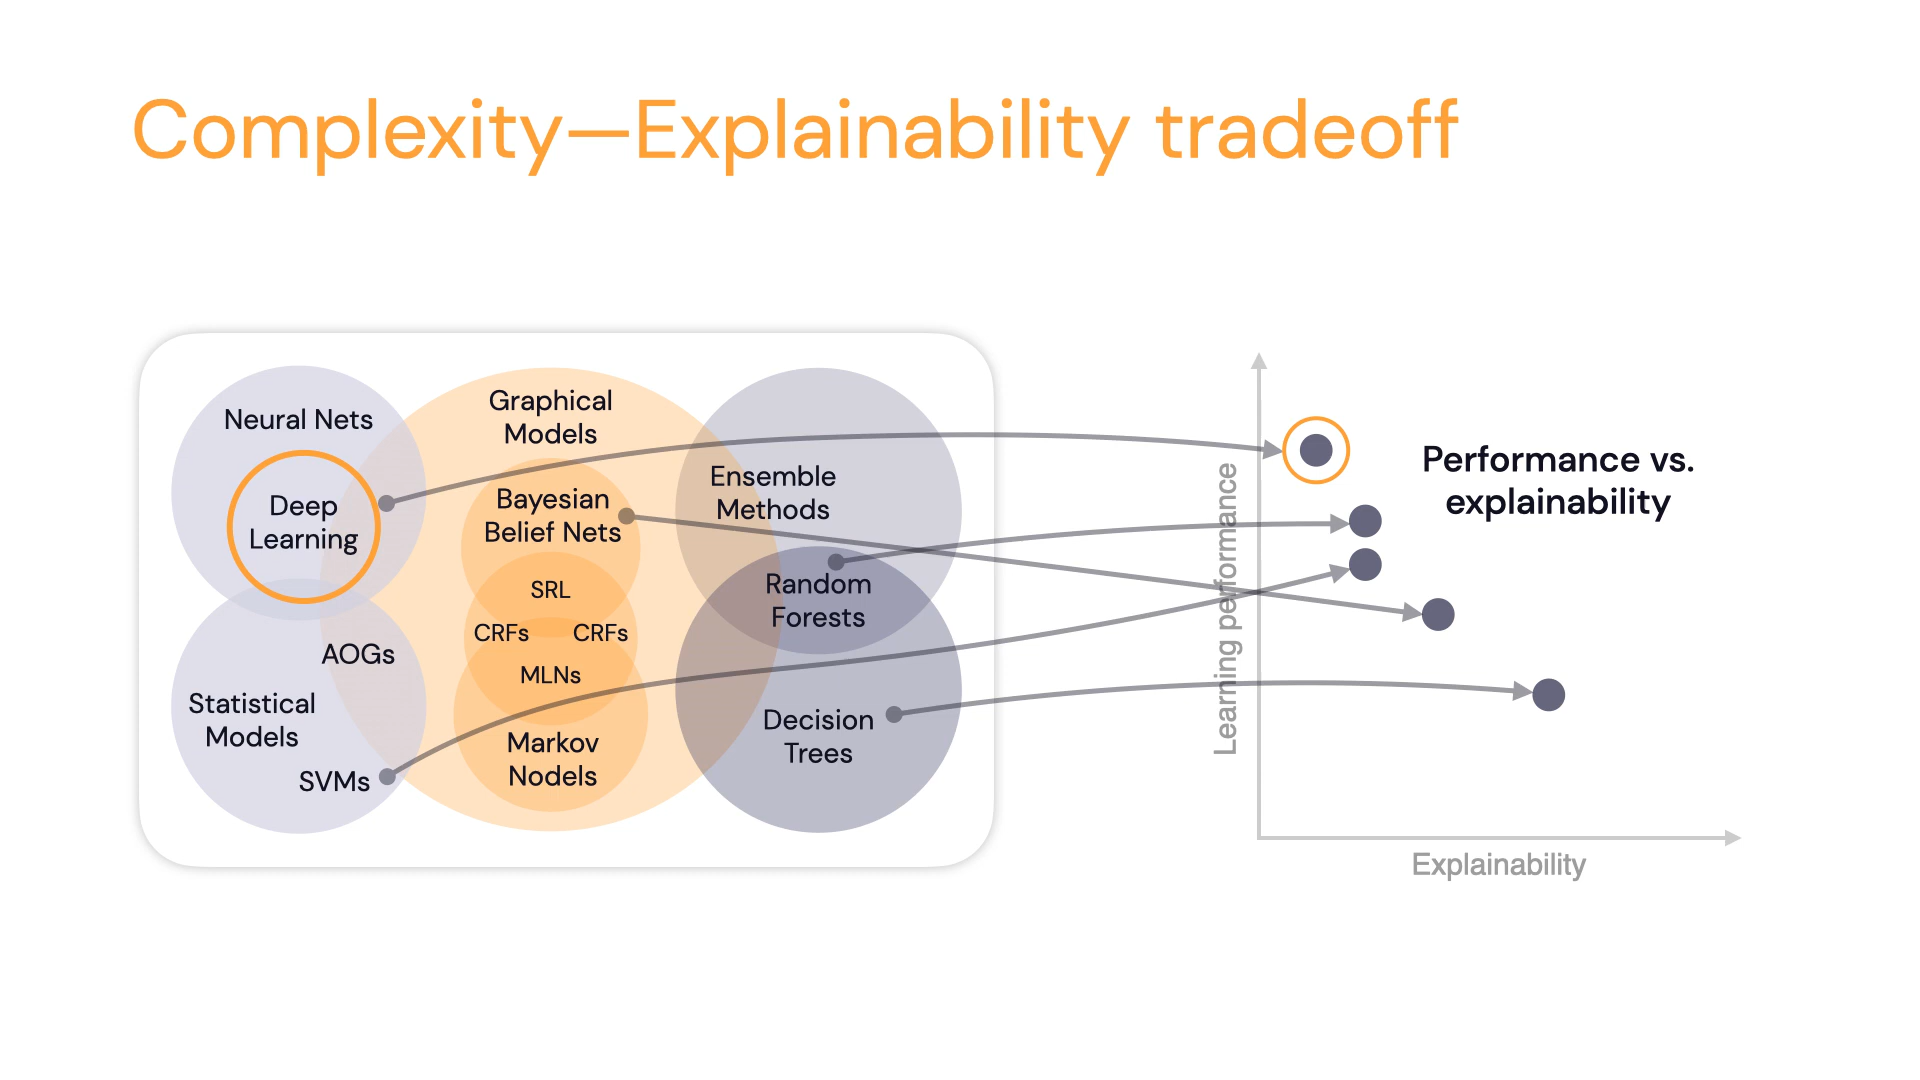 Complexity—Explainability tradeoff
Neural Nets
Deep
Learning
AOGs
Statistical
Models
SVMs
Graphical
Models
Bayesian
Belief Nets
SRL
CRFs CRFs
MLNs
Markov
Nodels
Ensemble
Methods
Random
Forests
Decision
Trees
Learning performance
Performance vs.
explainability
Explainability